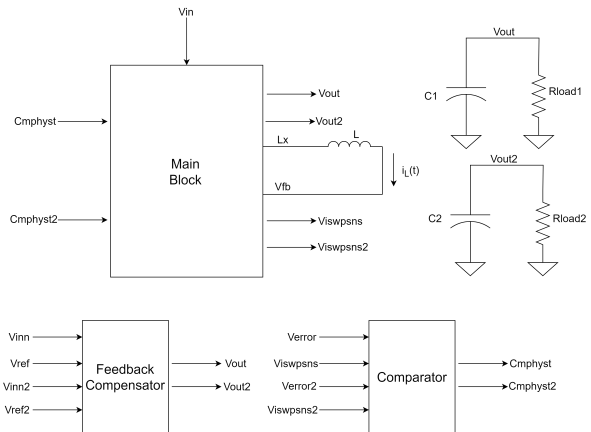 Vin
Cmphyst
Cmphyst2
Main
Block
Vout
Vout2
Lx
L
iL(t)
Vfb
Viswpsns
Viswpsns2
Vout
C1
Rload1
Vout2
C2
Rload2
Vinn
Vref
Vinn2
Vref2
Feedback
Compensator
Vout
Vout2
Verror
Viswpsns
Verror2
Viswpsns2
Comparator
Cmphyst
Cmphyst2